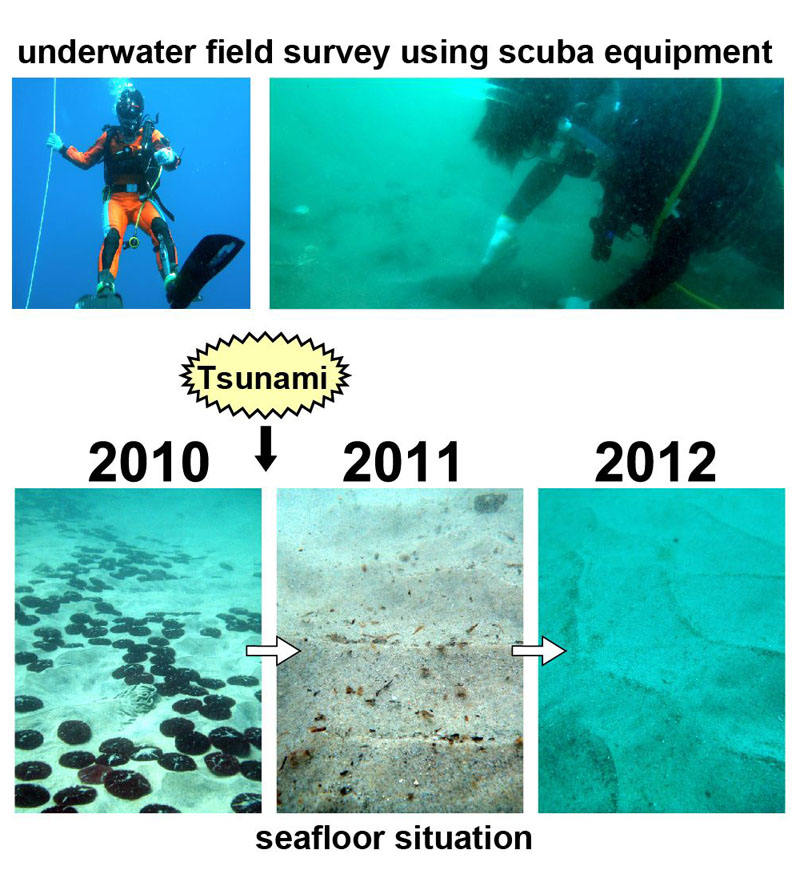 underwater field survey using scuba equipment
Tsunami
2010
2011
2012
seafloor situation